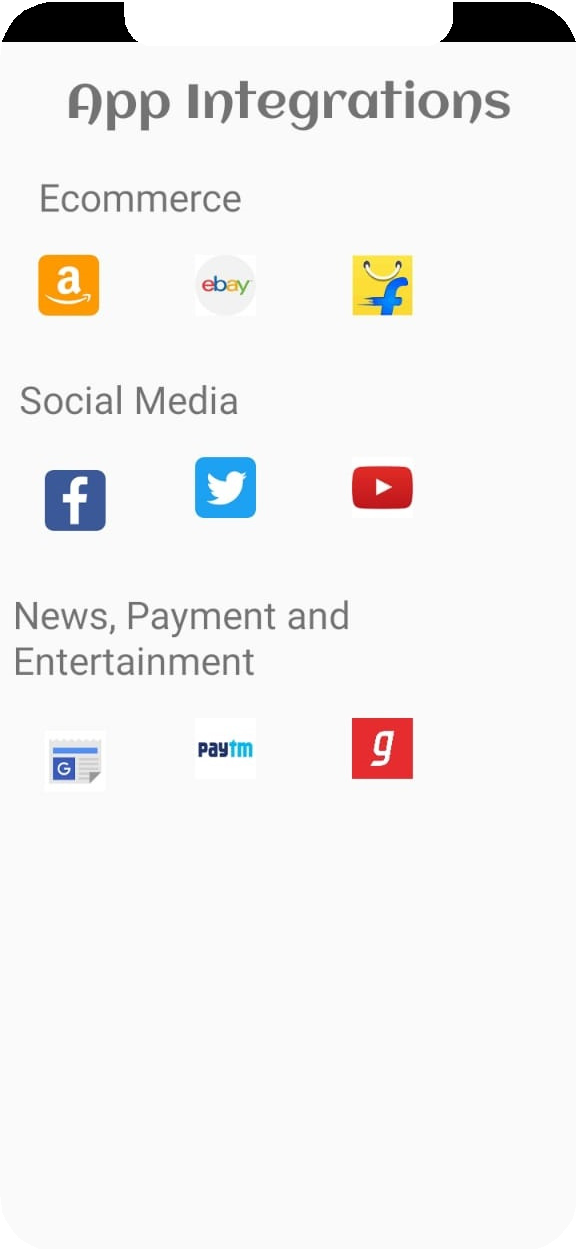 App Integrations
Ecommerce
a
ebay
f
Social Media
f
News, Payment and
Entertainment
G
paytm
g